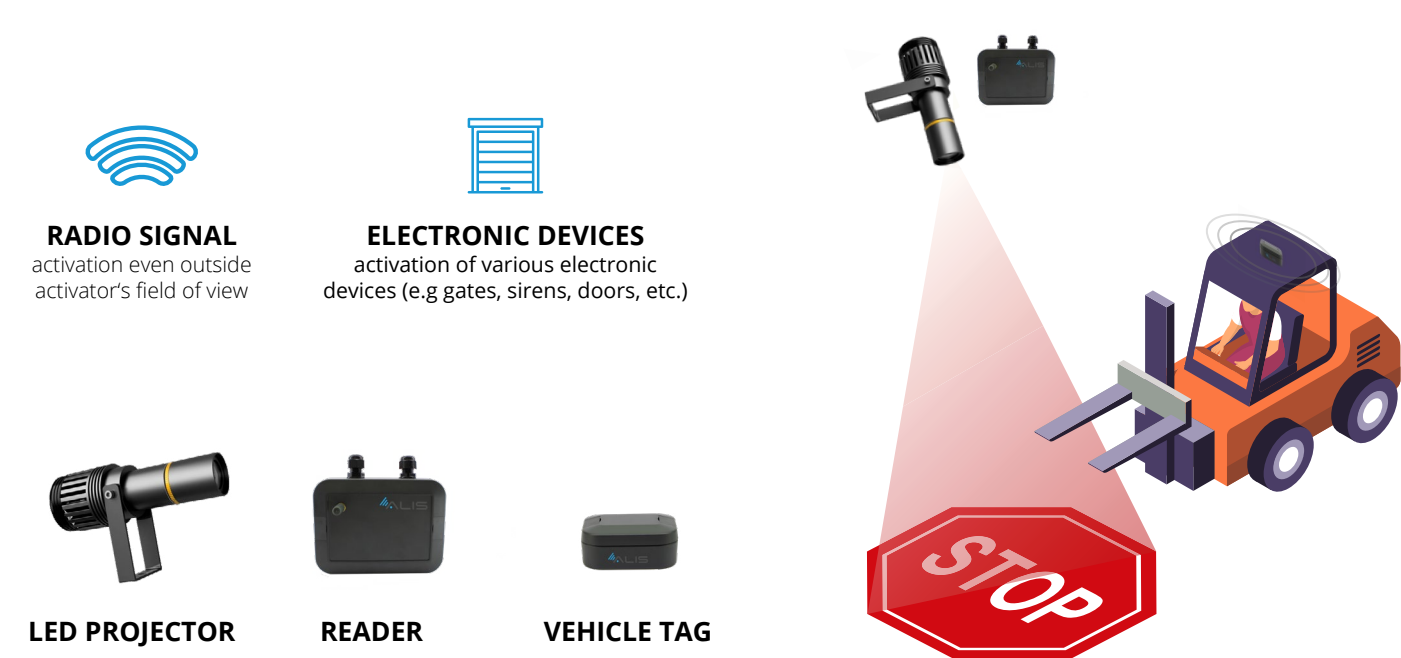 RADIO SIGNAL
activation even outside
activator‘s field of view
ELECTRONIC DEVICES
activation of various electronic
devices (e.g gates, sirens, doors, etc.)
ALIS
ALIS
ALIS
LED PROJECTOR
READER
VEHICLE TAG
STOP